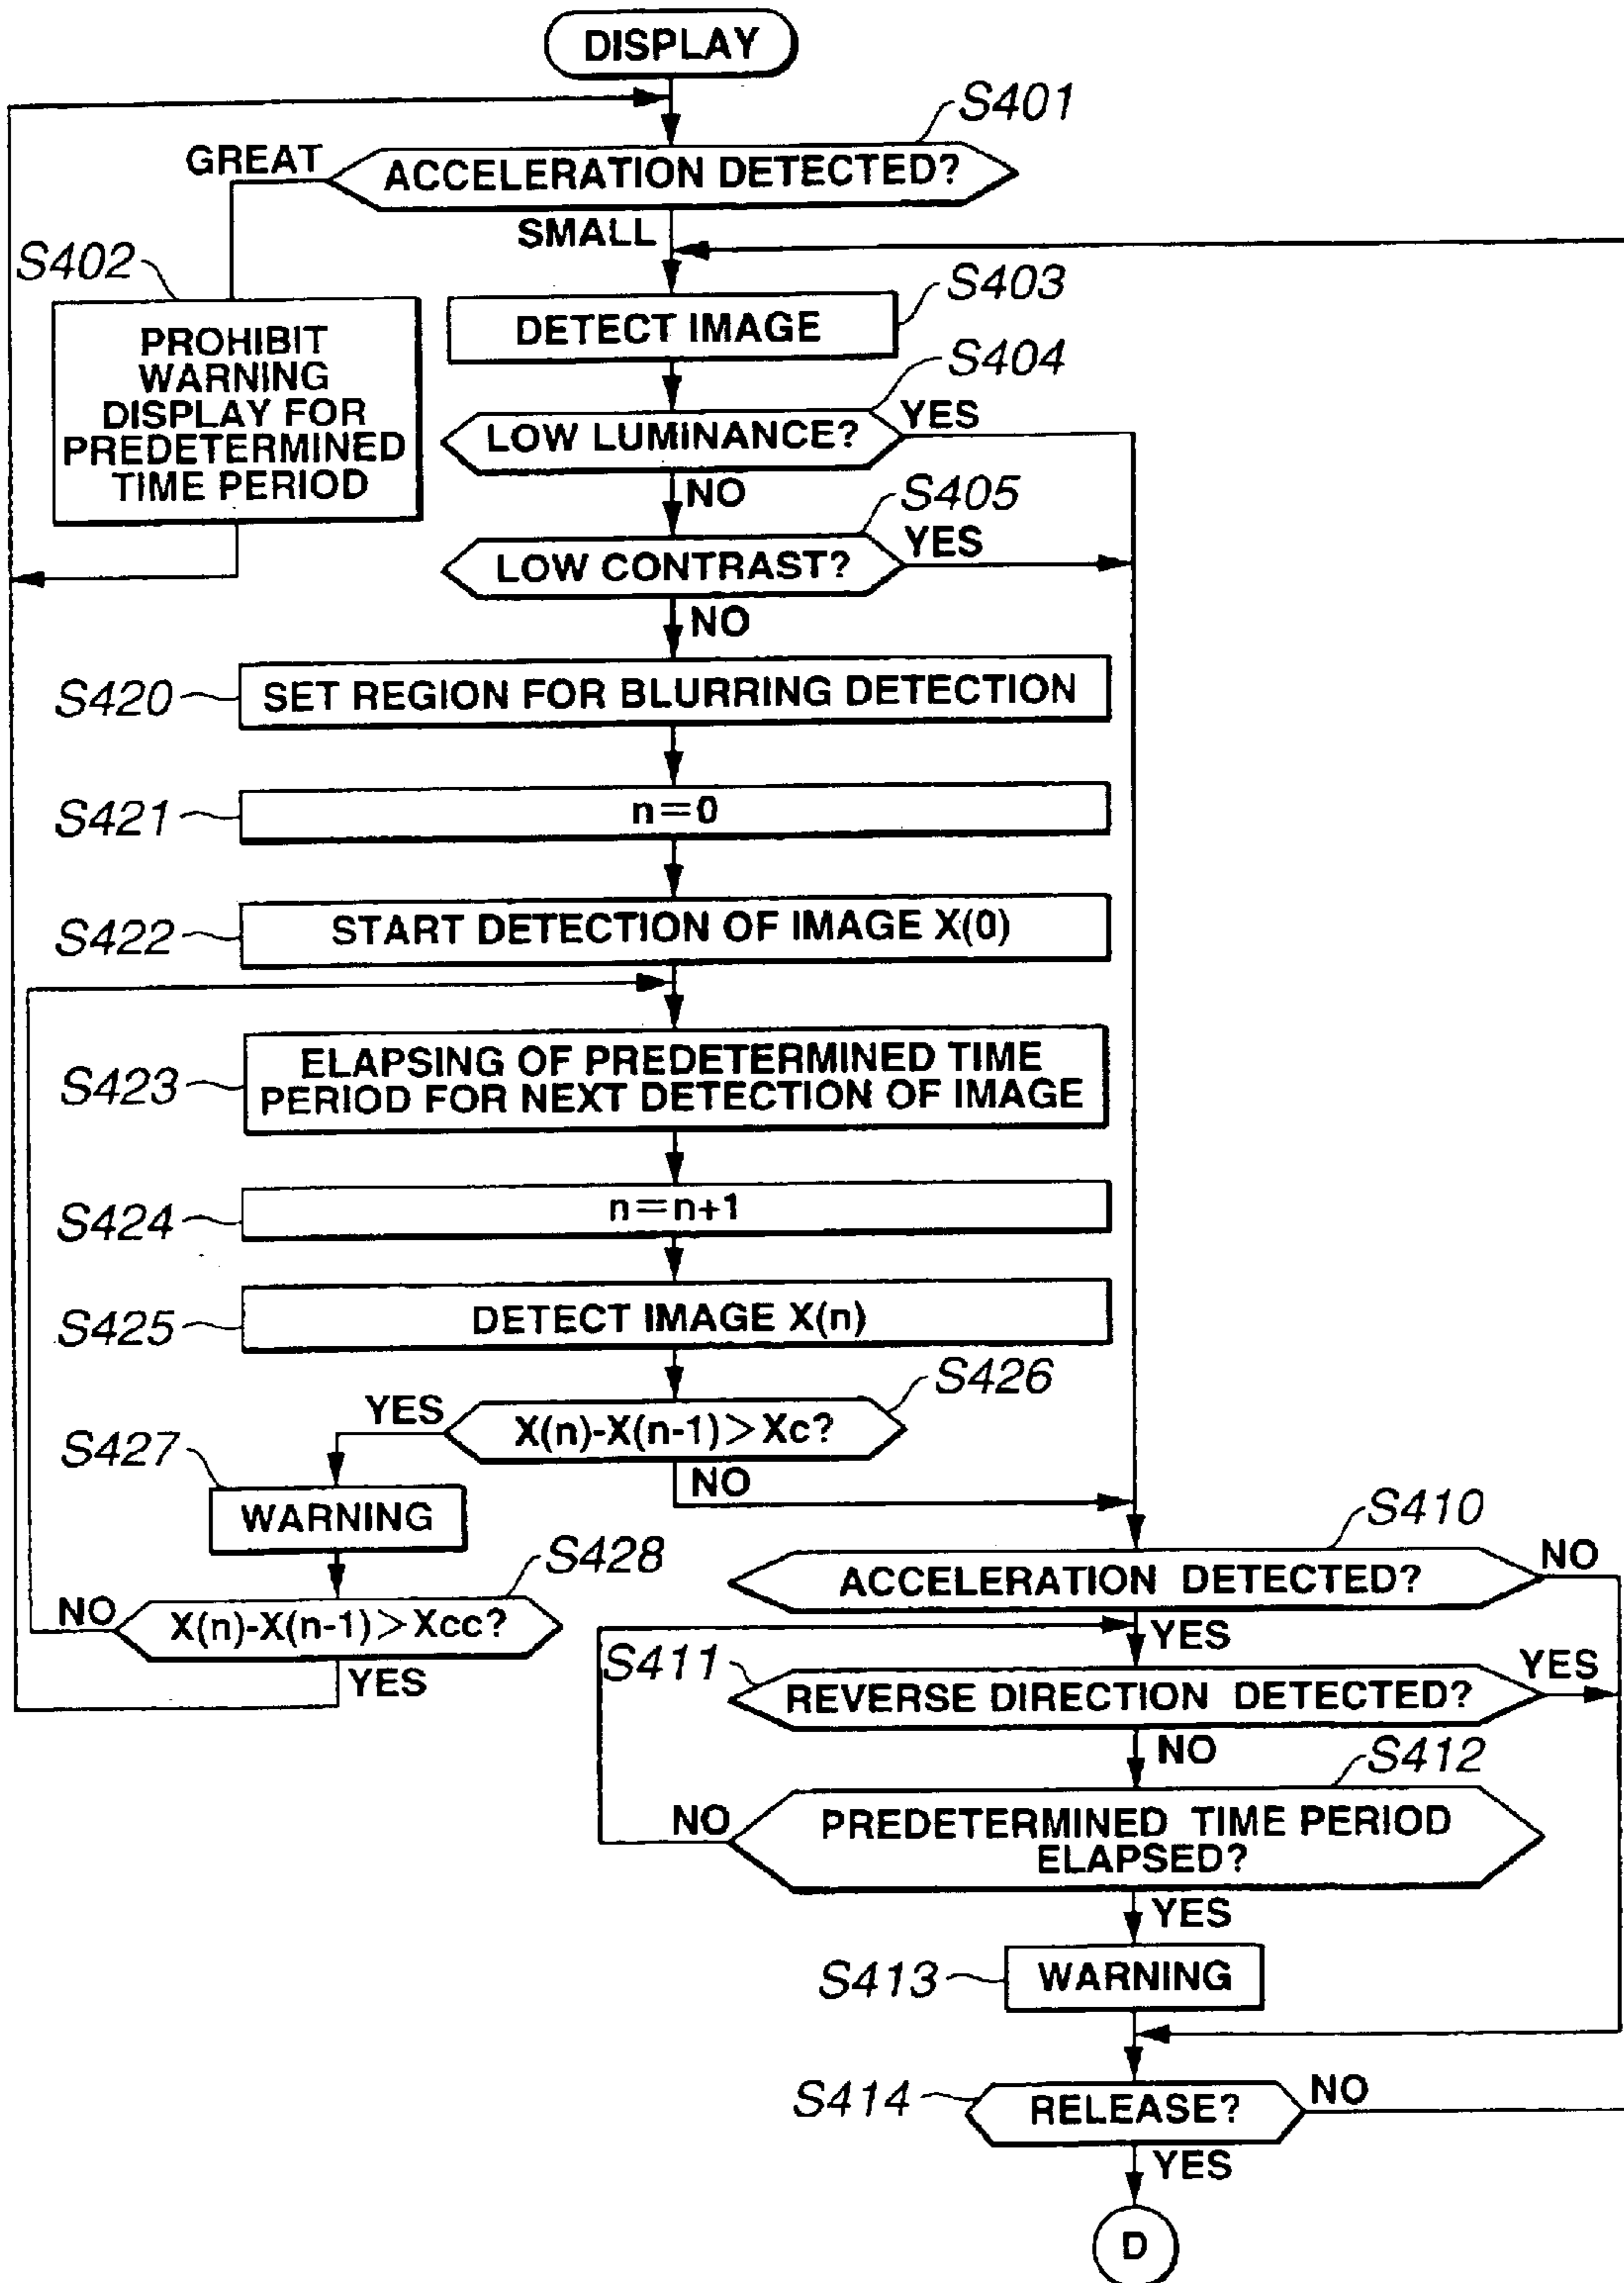 DISPLAY
S401
GREAT
ACCELERATION DETECTED?
SMALL
S402
PROHIBIT
WARNING
DISPLAY FOR
PREDETERMINED
TIME PERIOD
S403
DETECT IMAGE
S404
LOW LUMINANCE?
YES
NO
S405
LOW CONTRAST?
YES
NO
S420
SET REGION FOR BLURRING DETECTION
S421
n=0
S422
START DETECTION OF IMAGE X(0)
S423
ELAPSING OF PREDETERMINED TIME
PERIOD FOR NEXT DETECTION OF IMAGE
S424
n=n+1
S425
DETECT IMAGE X(n)
S426
X(n)-X(n-1)>Xc?
YES
NO
S427
WARNING
S428
X(n)-X(n-1)>Xcc?
NO
YES
S410
ACCELERATION DETECTED?
NO
YES
S411
REVERSE DIRECTION DETECTED?
YES
NO
S412
PREDETERMINED TIME PERIOD
ELAPSED?
NO
YES
S413
WARNING
S414
RELEASE?
NO
YES
D